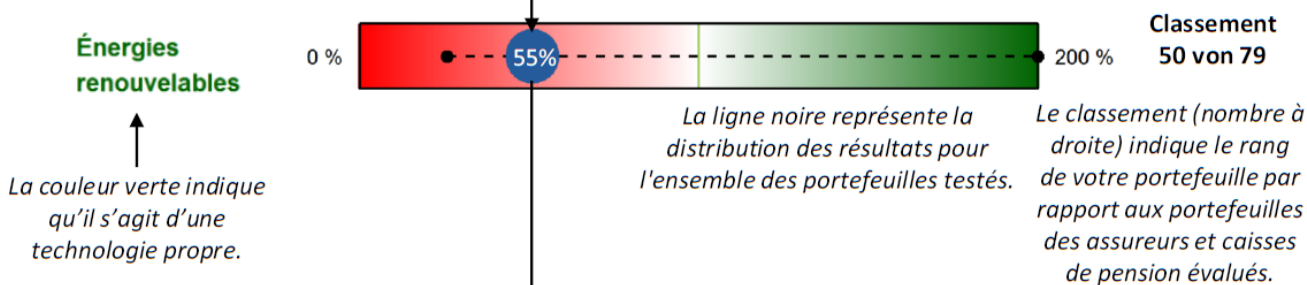 Énergies
renouvelables
0 %
55%
200 %
Classement
50 von 79
La couleur verte indique
qu'il s’agit d’une
technologie propre.
La ligne noire représente la
distribution des résultats pour
l'ensemble des portefeuilles testés.
Le classement (nombre à
droite) indique le rang
de votre portefeuille par
rapport aux portefeuilles
des assureurs et caisses
de pension évalués.